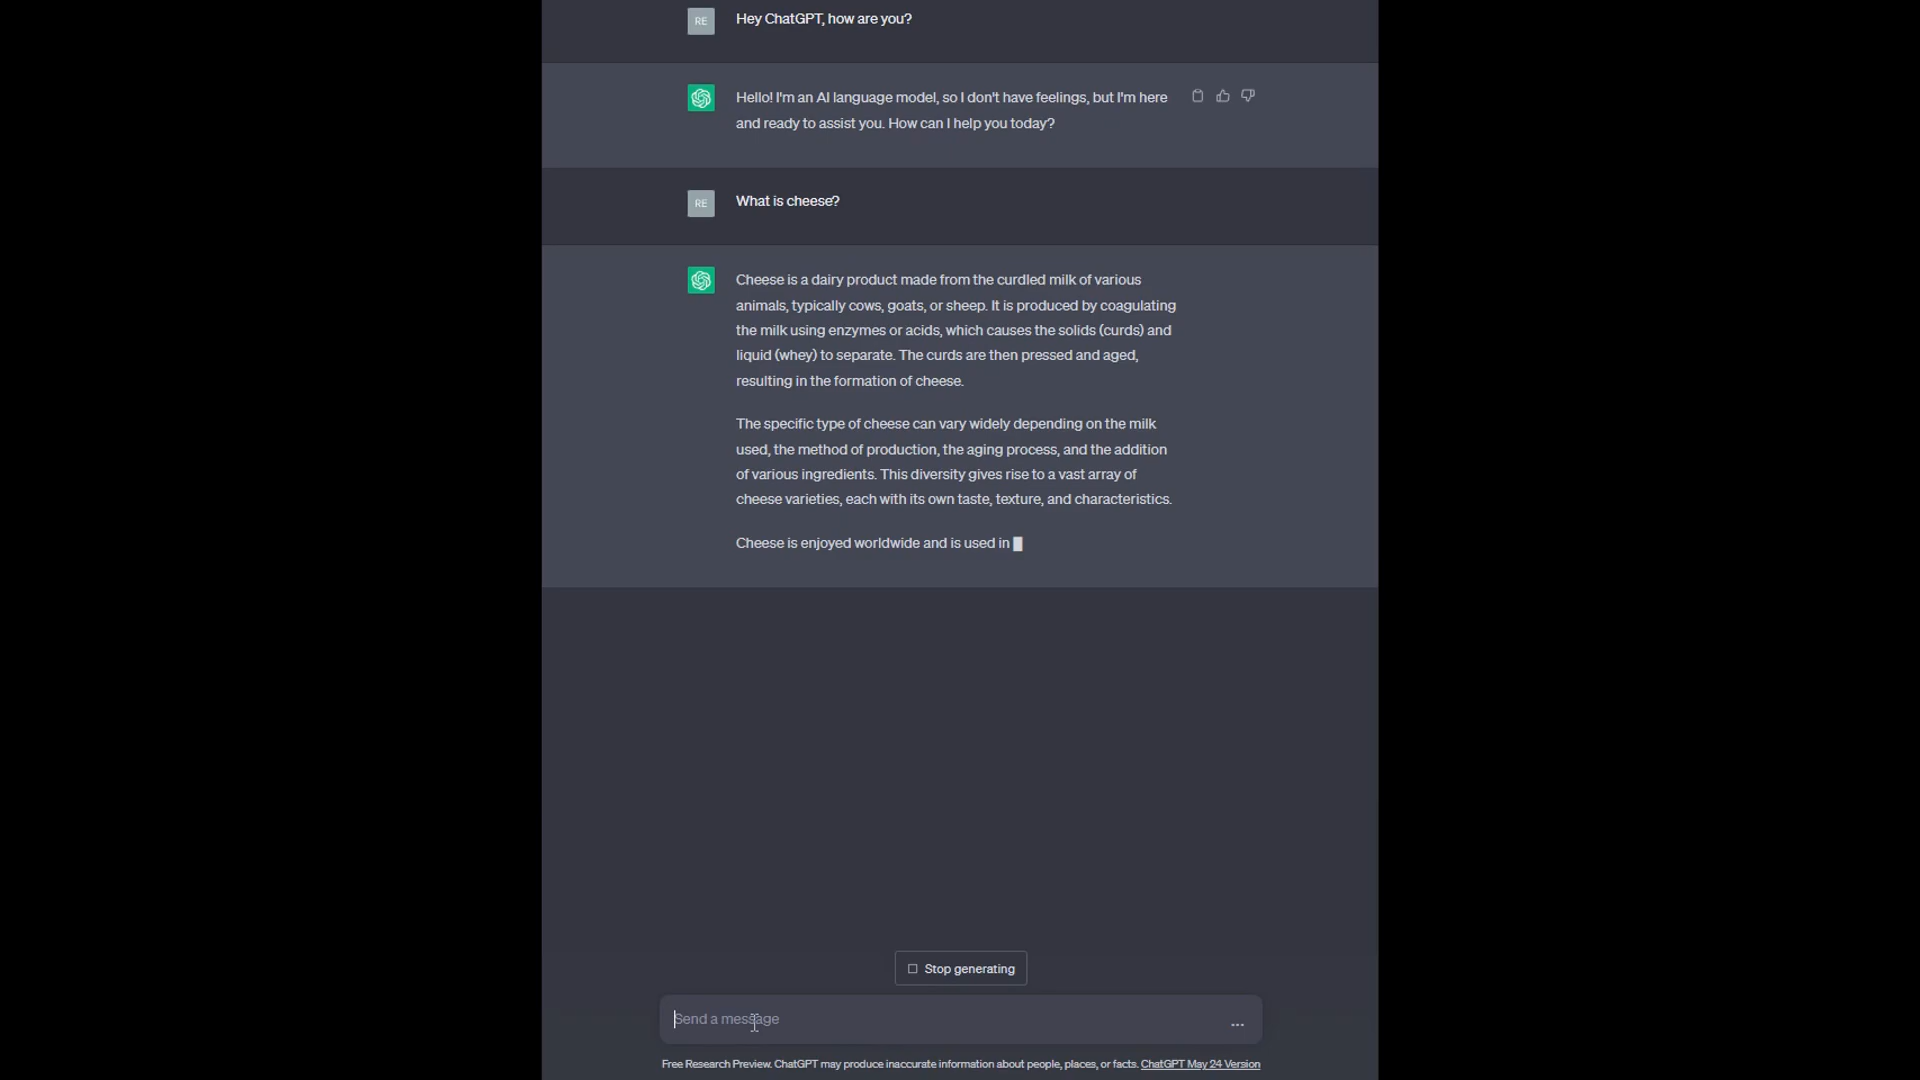 RE
Hey ChatGPT, how are you?
Hello! I'm an AI language model, so I don't have feelings, but I'm here
and ready to assist you. How can I help you today?
RE
What is cheese?
Cheese is a dairy product made from the curdled milk of various
animals, typically cows, goats, or sheep. It is produced by coagulating
the milk using enzymes or acids, which causes the solids (curds) and
liquid (whey) to separate. The curds are then pressed and aged,
resulting in the formation of cheese.
The specific type of cheese can vary widely depending on the milk
used, the method of production, the aging process, and the addition
of various ingredients. This diversity gives rise to a vast array of
cheese varieties, each with its own taste, texture, and characteristics.
Cheese is enjoyed worldwide and is used in
Stop generating
Send a message
...
Free Research Preview. ChatGPT may produce inaccurate information about people, places, or facts. ChatGPT May 24 Version